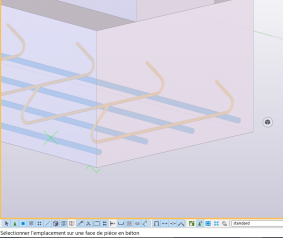 standard
Sélectionner l'emplacement sur une face de pièce en béton